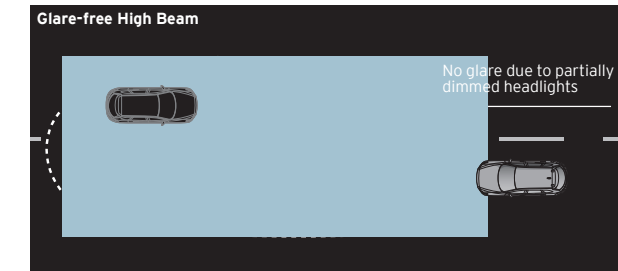 Glare-free High Beam
No glare due to partially
dimmed headlights